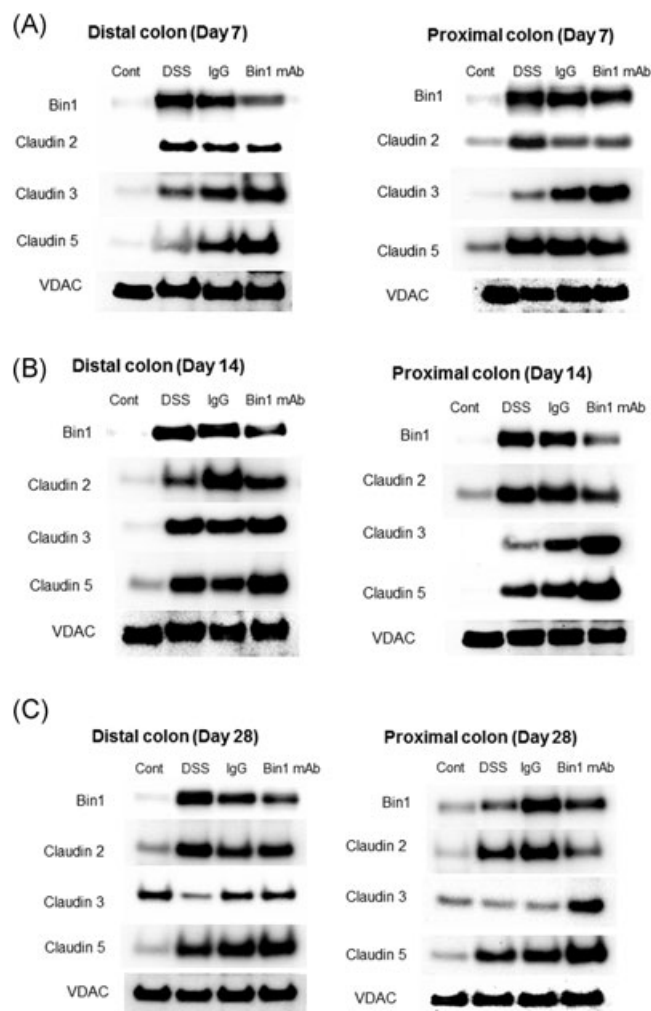 (A)
Distal colon (Day 7)
Cont DSS IgG Bin1 mAb
Bin1
Claudin 2
Claudin 3
Claudin 5
VDAC
Proximal colon (Day 7)
Cont DSS IgG Bin1 mAb
Bin1
Claudin 2
Claudin 3
Claudin 5
VDAC
(B)
Distal colon (Day 14)
Cont DSS IgG Bin1 mAb
Bin1
Claudin 2
Claudin 3
Claudin 5
VDAC
Proximal colon (Day 14)
Cont DSS IgG Bin1 mAb
Bin1
Claudin 2
Claudin 3
Claudin 5
VDAC
(C)
Distal colon (Day 28)
Cont DSS IgG Bin1 mAb
Bin1
Claudin 2
Claudin 3
Claudin 5
VDAC
Proximal colon (Day 28)
Cont DSS IgG Bin1 mAb
Bin1
Claudin 2
Claudin 3
Claudin 5
VDAC